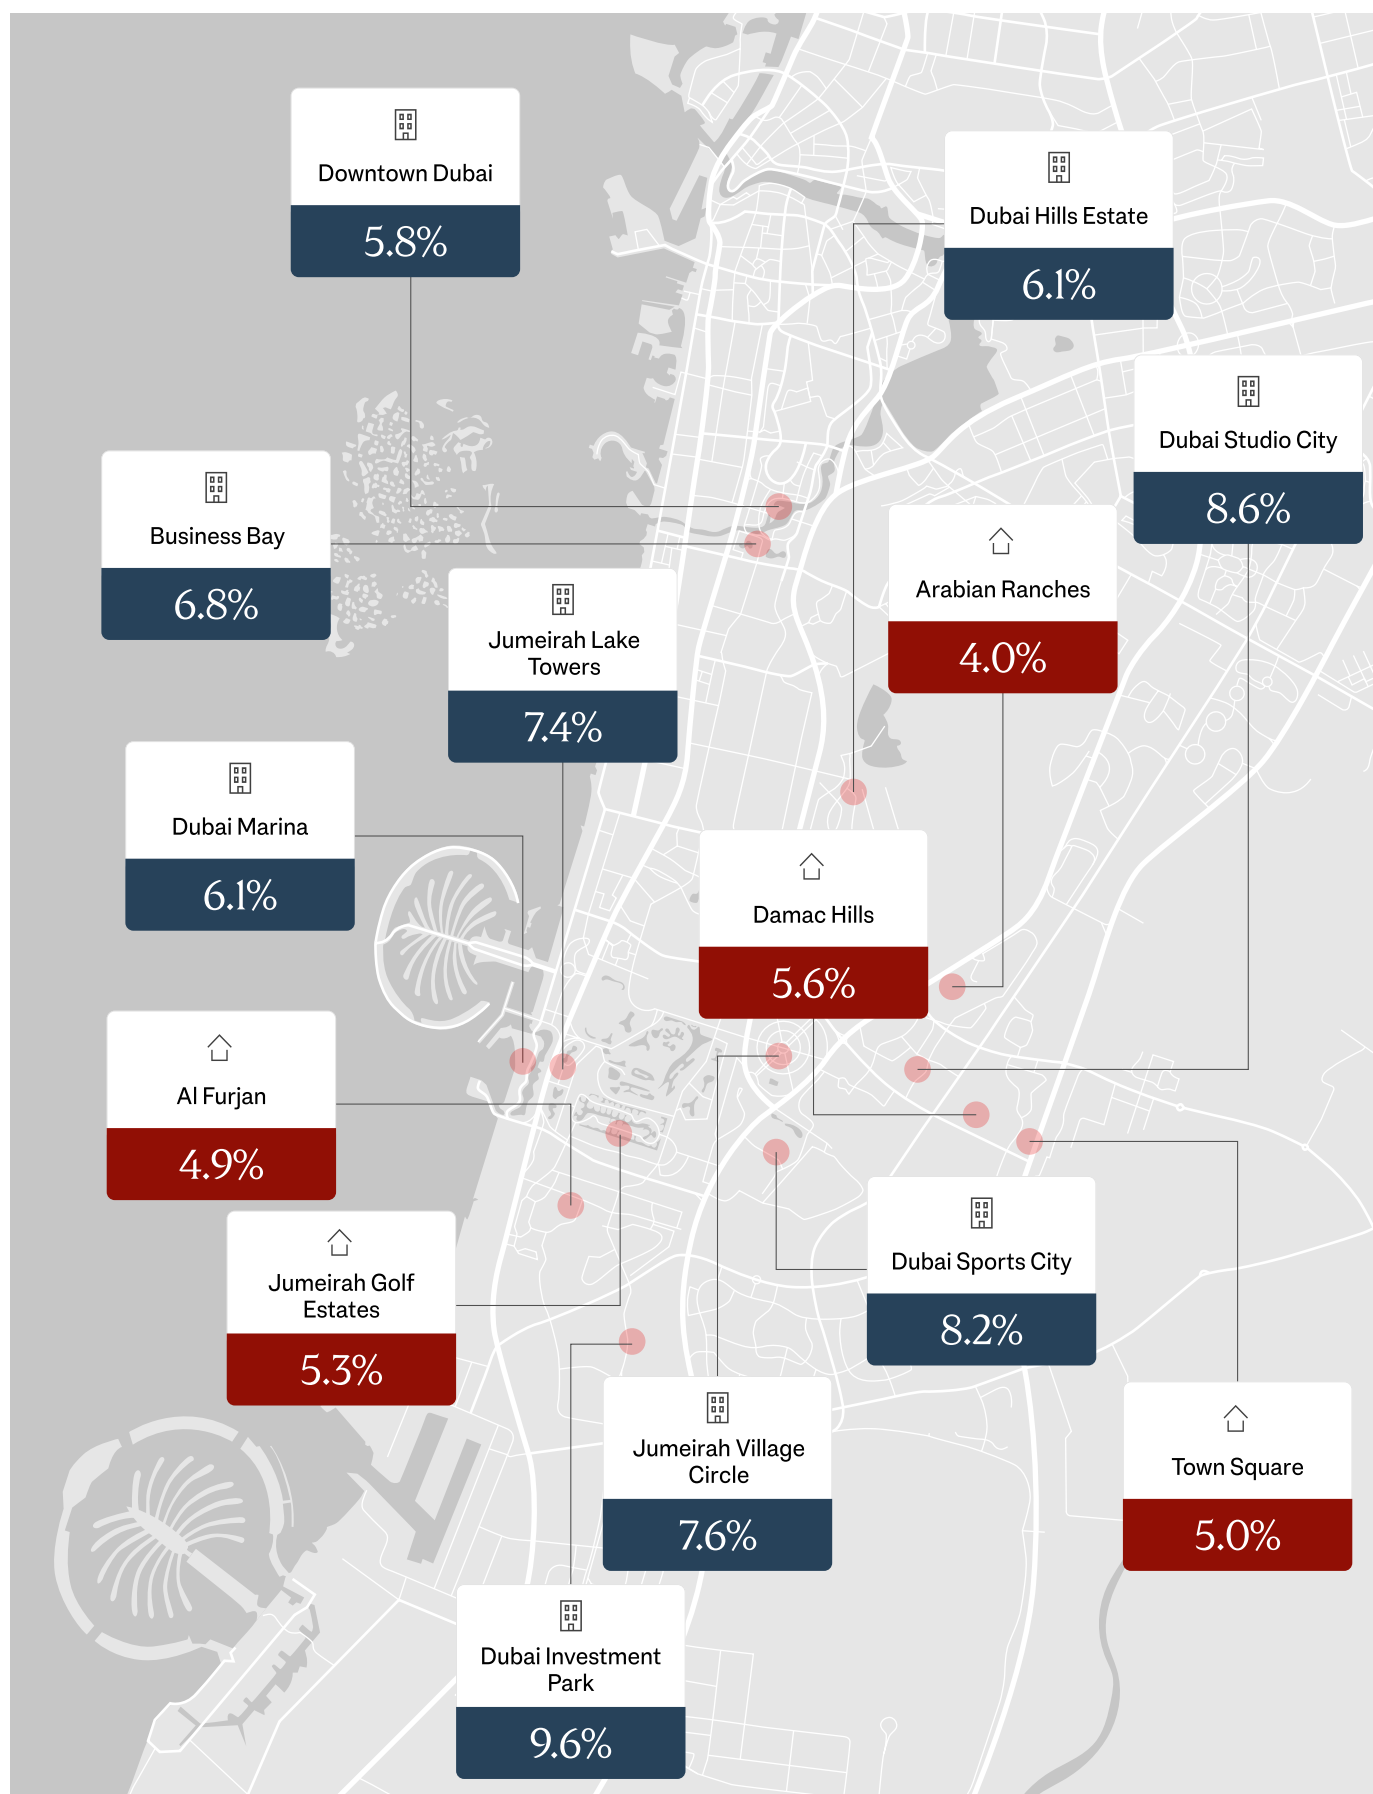 Downtown Dubai
5.8%
Dubai Hills Estate
6.1%
Dubai Studio City
8.6%
Business Bay
6.8%
Arabian Ranches
4.0%
Jumeirah Lake
Towers
7.4%
Dubai Marina
6.1%
Damac Hills
5.6%
Al Furjan
4.9%
Dubai Sports City
8.2%
Jumeirah Golf
Estates
5.3%
Jumeirah Village
Circle
7.6%
Town Square
5.0%
Dubai Investment
Park
9.6%